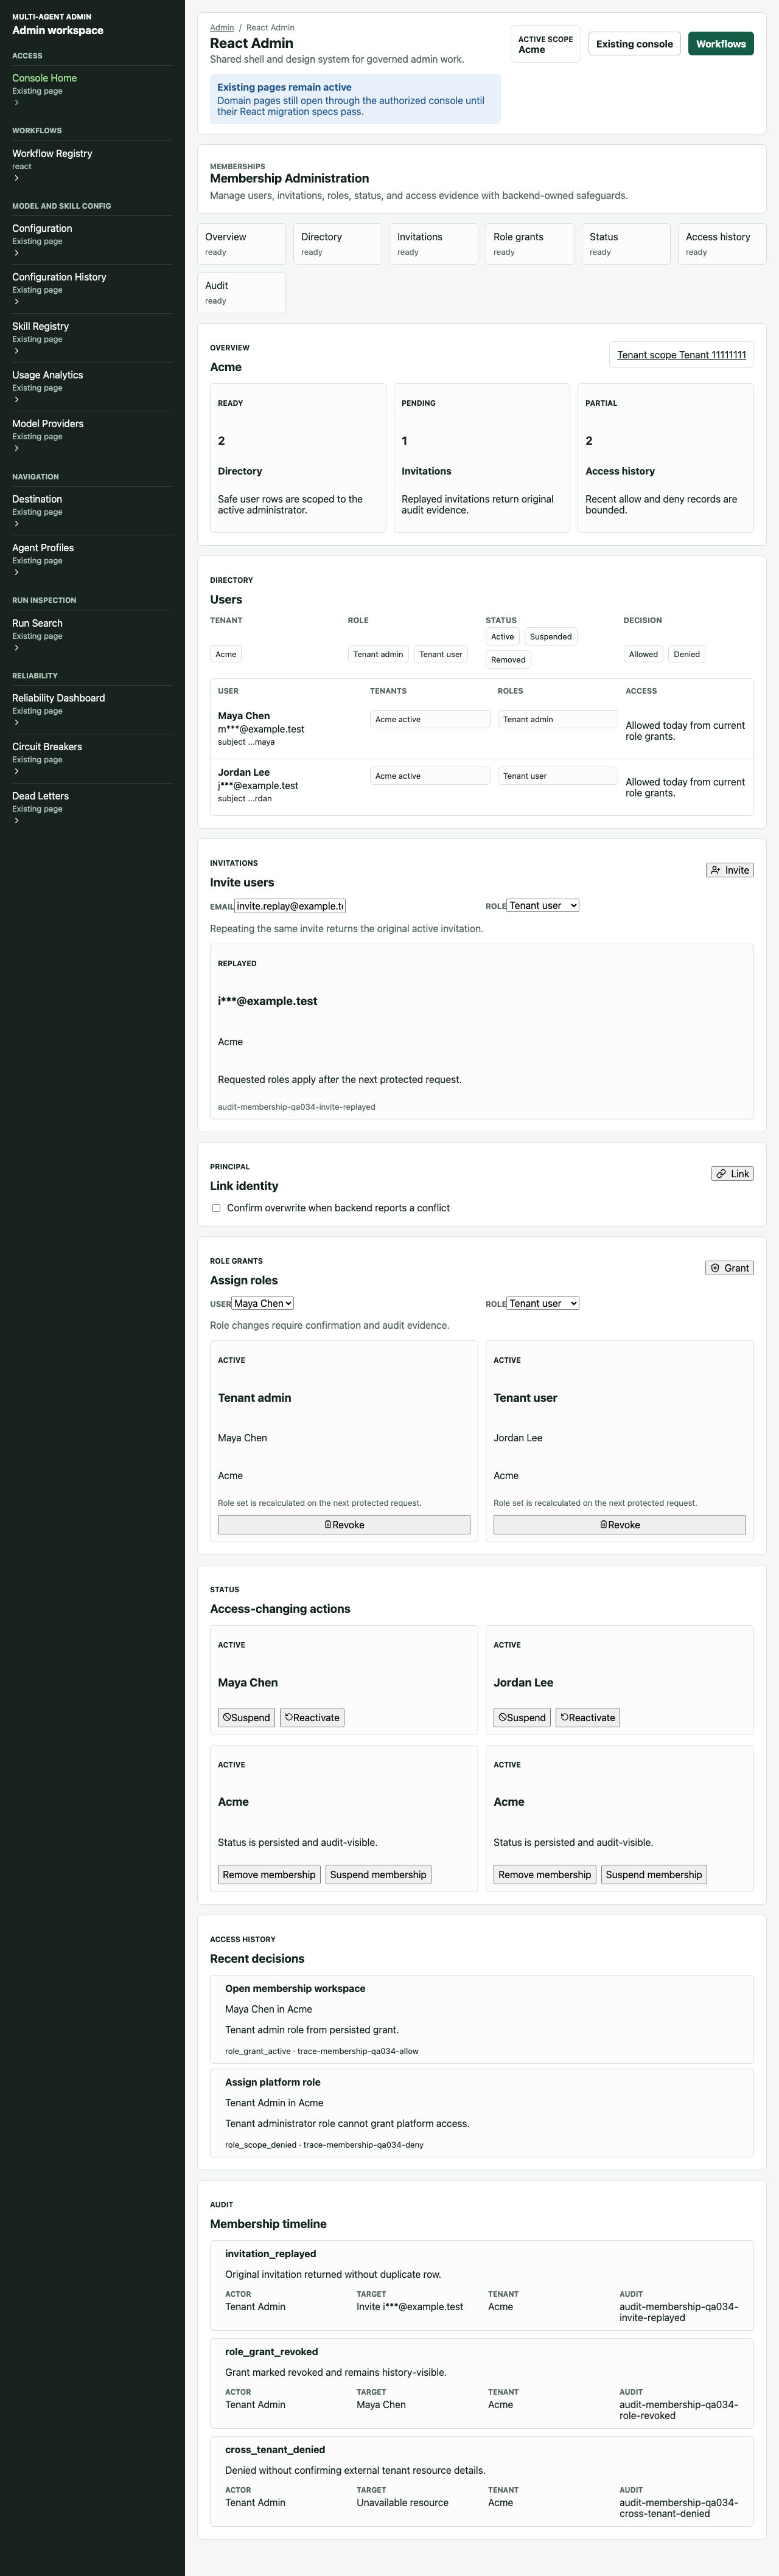 MULTI-AGENT ADMIN
Admin workspace
ACCESS
Console Home
Existing page
WORKFLOWS
Workflow Registry
react
MODEL AND SKILL CONFIG
Configuration
Existing page
Configuration History
Existing page
Skill Registry
Existing page
Usage Analytics
Existing page
Model Providers
Existing page
NAVIGATION
Destination
Existing page
Agent Profiles
Existing page
RUN INSPECTION
Run Search
Existing page
RELIABILITY
Reliability Dashboard
Existing page
Circuit Breakers
Existing page
Dead Letters
Existing page
Admin / React Admin
React Admin
Shared shell and design system for governed admin work.
ACTIVE SCOPE
Acme
Existing console
Workflows
Existing pages remain active
Domain pages still open through the authorized console until
their React migration specs pass.
MEMBERSHIPS
Membership Administration
Manage users, invitations, roles, status, and access evidence with backend-owned safeguards.
Overview
ready
Directory
ready
Invitations
ready
Role grants
ready
Status
ready
Access history
ready
Audit
ready
OVERVIEW
Acme
Tenant scope Tenant 11111111
READY
2
Directory
Safe user rows are scoped to the
active administrator.
PENDING
1
Invitations
Replayed invitations return original
audit evidence.
PARTIAL
2
Access history
Recent allow and deny records are
bounded.
DIRECTORY
Users
TENANT
Acme
ROLE
Tenant admin Tenant user
STATUS
Active Suspended
Removed
DECISION
Allowed Denied
USER TENANTS ROLES ACCESS
Maya Chen
m***@example.test
subject ...maya
Acme active
Tenant admin
Allowed today from current
role grants.
Jordan Lee
j***@example.test
subject ...rdan
Acme active
Tenant user
Allowed today from current
role grants.
INVITATIONS
Invite users
Invite
EMAIL invite.replay@example.te
ROLE Tenant user
Repeating the same invite returns the original active invitation.
REPLAYED
i***@example.test
Acme
Requested roles apply after the next protected request.
audit-membership-qa034-invite-replayed
PRINCIPAL
Link identity
Link
Confirm overwrite when backend reports a conflict
ROLE GRANTS
Assign roles
Grant
USER Maya Chen
ROLE Tenant user
Role changes require confirmation and audit evidence.
ACTIVE
Tenant admin
Maya Chen
Acme
Role set is recalculated on the next protected request.
Revoke
ACTIVE
Tenant user
Jordan Lee
Acme
Role set is recalculated on the next protected request.
Revoke
STATUS
Access-changing actions
ACTIVE
Maya Chen
Suspend Reactivate
ACTIVE
Jordan Lee
Suspend Reactivate
ACTIVE
Acme
Status is persisted and audit-visible.
Remove membership Suspend membership
ACTIVE
Acme
Status is persisted and audit-visible.
Remove membership Suspend membership
ACCESS HISTORY
Recent decisions
Open membership workspace
Maya Chen in Acme
Tenant admin role from persisted grant.
role_grant_active · trace-membership-qa034-allow
Assign platform role
Tenant Admin in Acme
Tenant administrator role cannot grant platform access.
role_scope_denied · trace-membership-qa034-deny
AUDIT
Membership timeline
invitation_replayed
Original invitation returned without duplicate row.
ACTOR TARGET TENANT AUDIT
Tenant Admin Invite i***@example.test Acme audit-membership-qa034-
invite-replayed
role_grant_revoked
Grant marked revoked and remains history-visible.
ACTOR TARGET TENANT AUDIT
Tenant Admin Maya Chen Acme audit-membership-qa034-
role-revoked
cross_tenant_denied
Denied without confirming external tenant resource details.
ACTOR TARGET TENANT AUDIT
Tenant Admin Unavailable resource Acme audit-membership-qa034-
cross-tenant-denied